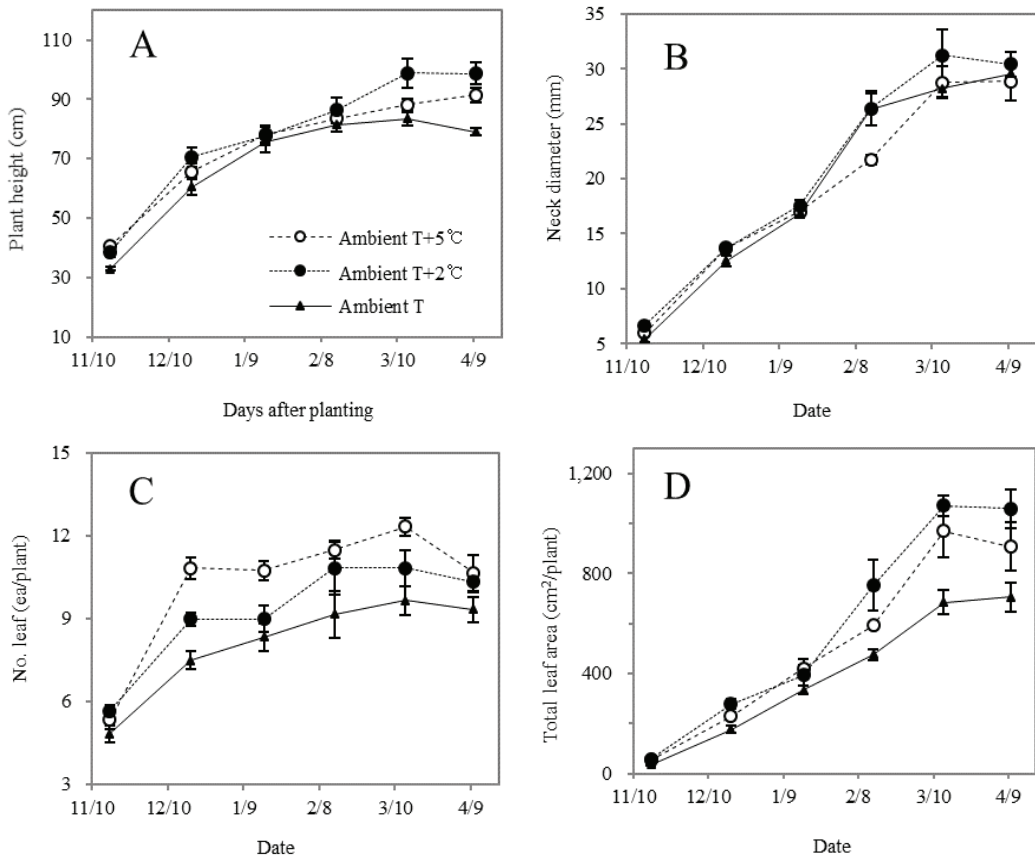 A
Plant height (cm)
110
90
70
50
30
10
Ambient T+5℃
Ambient T+2℃
Ambient T
11/10 12/10 1/9 2/8 3/10 4/9
Days after planting
B
Neck diameter (mm)
35
30
25
20
15
10
5
11/10 12/10 1/9 2/8 3/10 4/9
Date
C
No. leaf (ea/plant)
15
12
9
6
3
11/10 12/10 1/9 2/8 3/10 4/9
Date
D
Total leaf area (cm²/plant)
1,200
800
400
0
11/10 12/10 1/9 2/8 3/10 4/9
Date